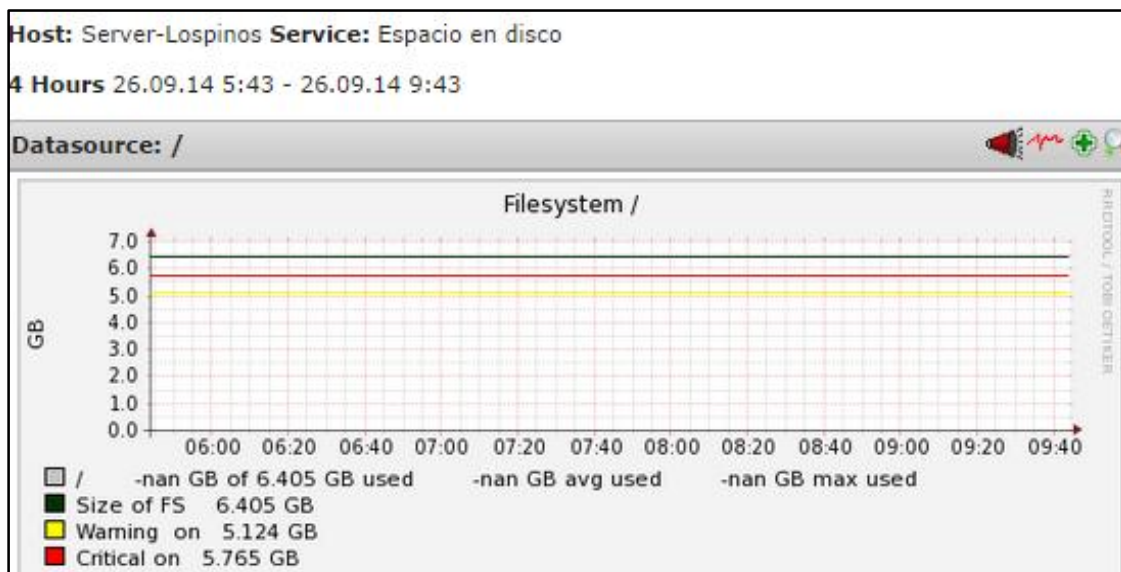 Host: Server-Lospinos Service: Espacio en disco
4 Hours 26.09.14 5:43 - 26.09.14 9:43
Datasource: /
Filesystem /
RRDTOOL / TOBI OETIKER
GB
7.0
6.0
5.0
4.0
3.0
2.0
1.0
0.0
06:00 06:20 06:40 07:00 07:20 07:40 08:00 08:20 08:40 09:00 09:20 09:40
/ -nan GB of 6.405 GB used -nan GB avg used -nan GB max used
Size of FS 6.405 GB
Warning on 5.124 GB
Critical on 5.765 GB